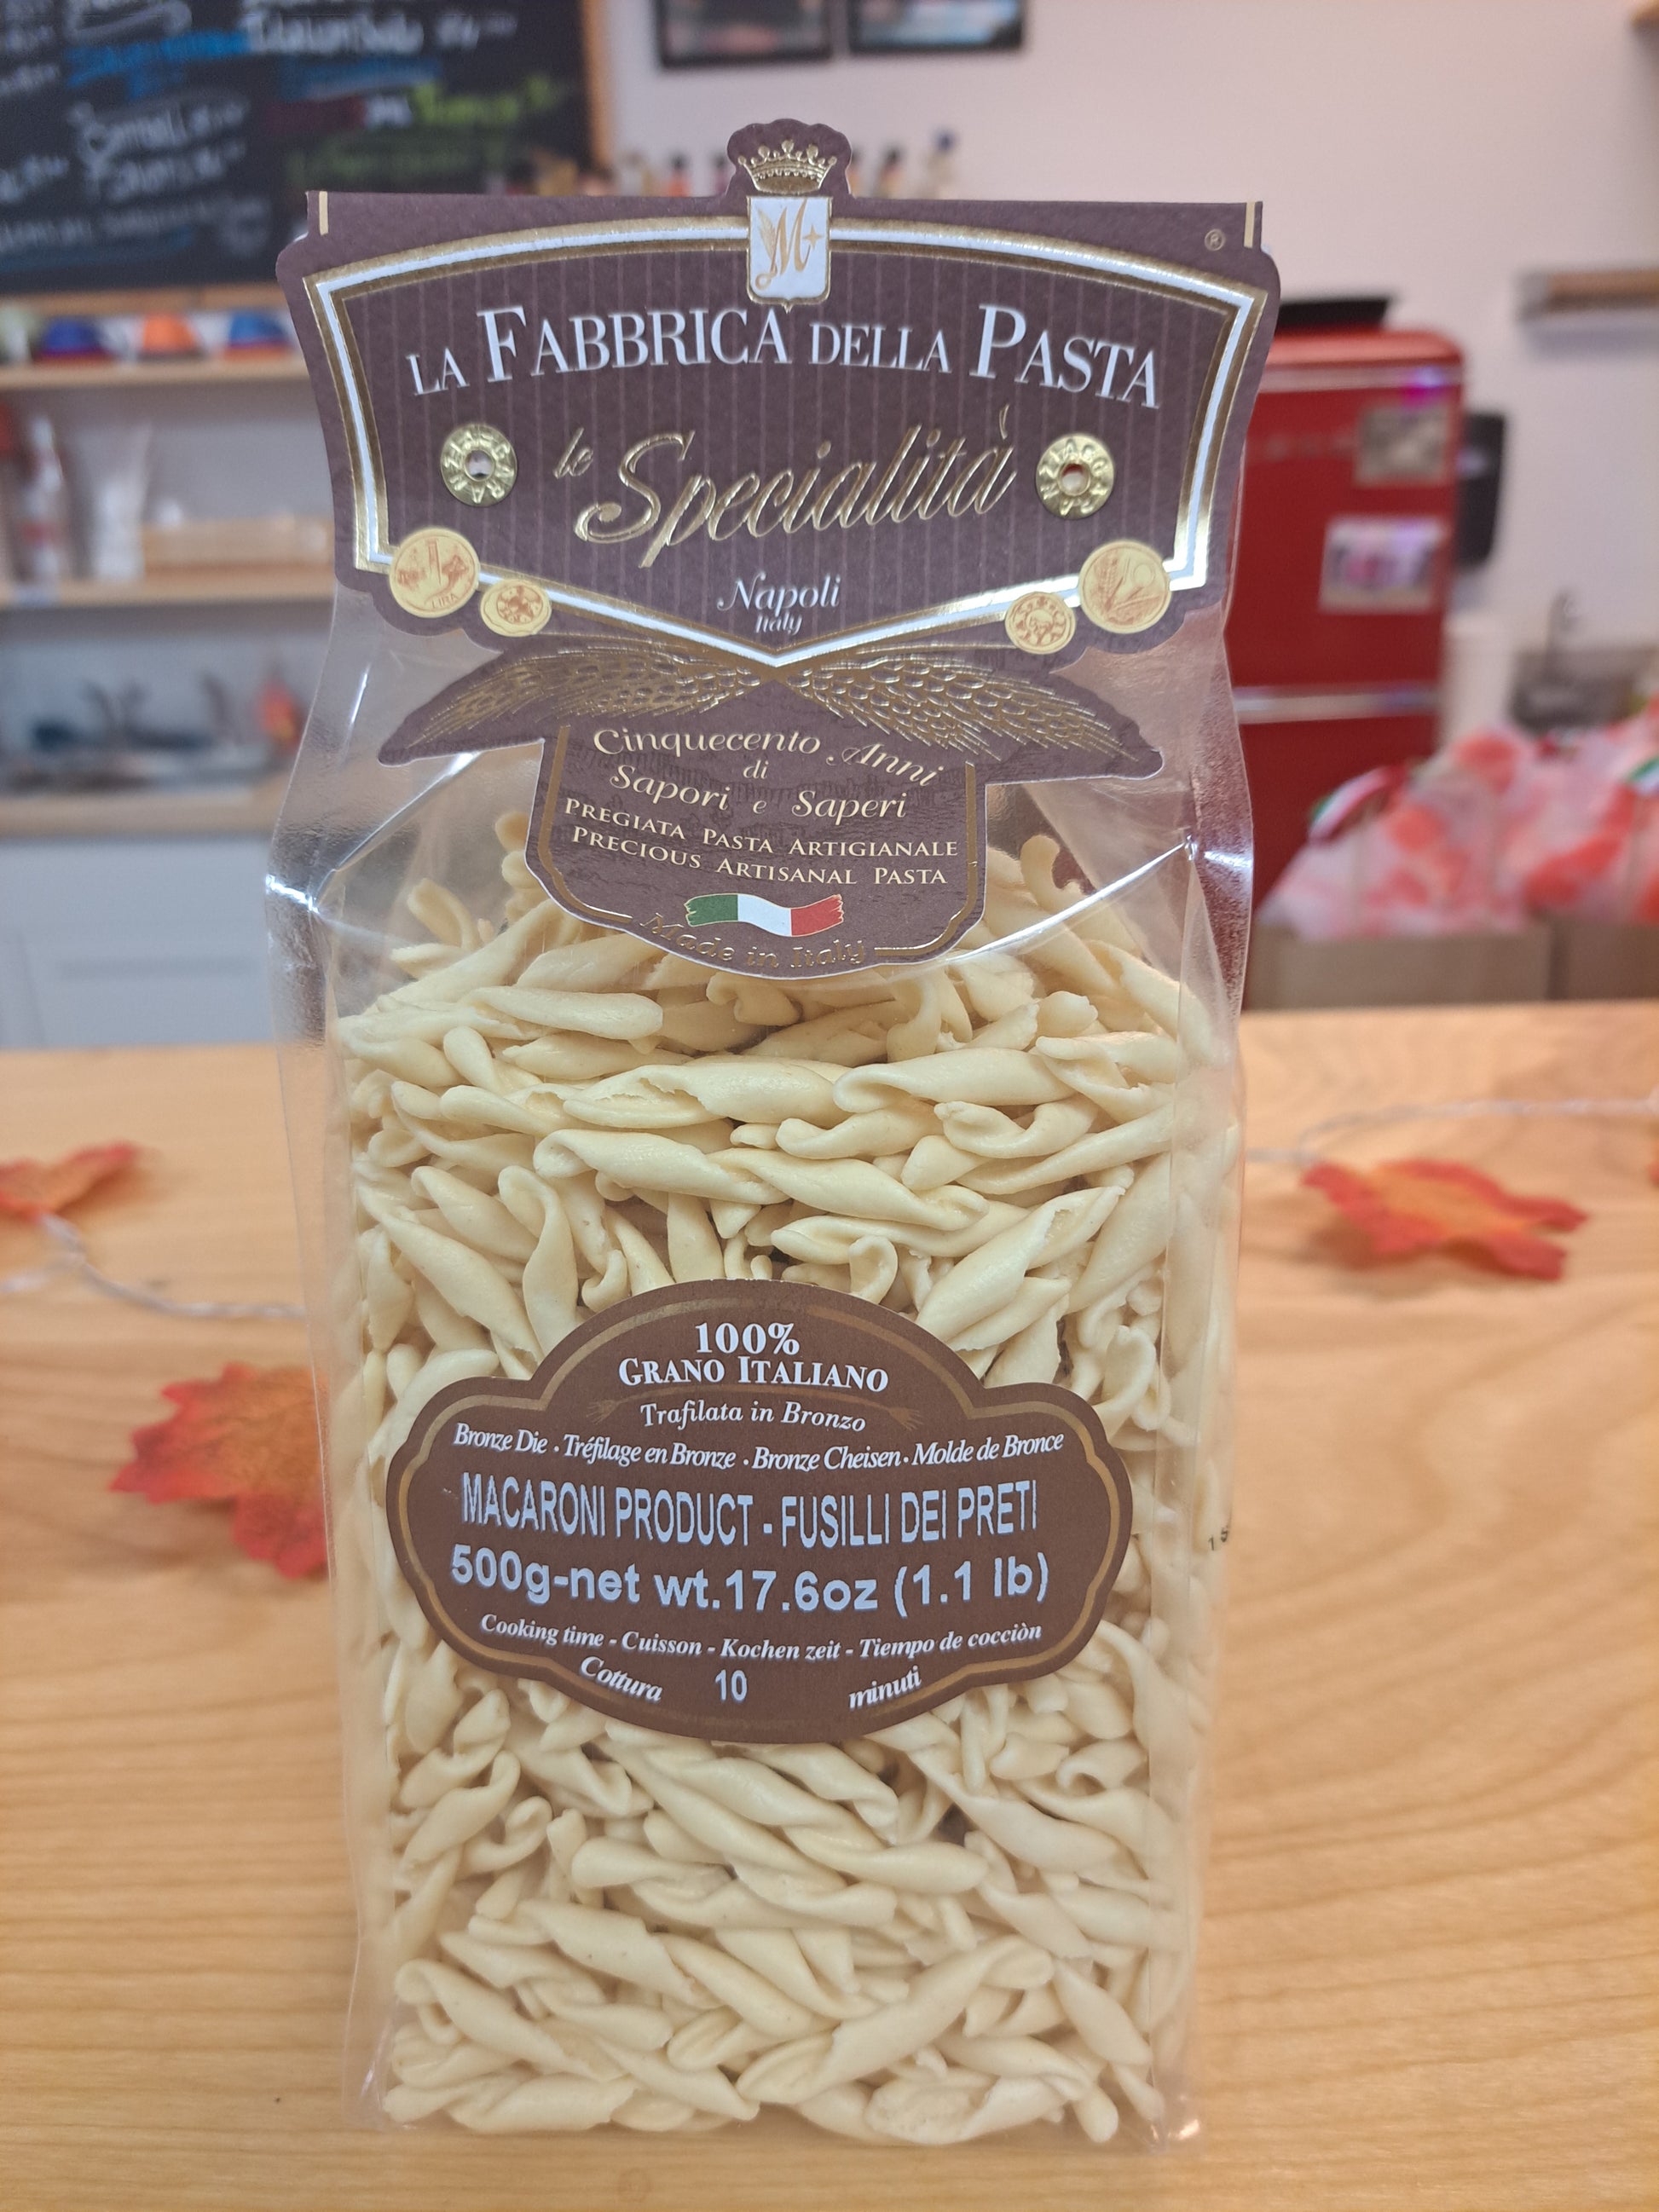 M
®
LA FABBRICA DELLA PASTA
le Specialità
Napoli
Italy
LIRA
10
Cinquecento Anni
di
Sapori e Saperi
PREGIATA PASTA ARTIGIANALE
PRECIOUS ARTISANAL PASTA
Made in Italy
100%
GRANO ITALIANO
Trafilata in Bronzo
Bronze Die · Tréfilage en Bronze · Bronze Cheisen · Molde de Bronce
MACARONI PRODUCT - FUSILLI DEI PRETI
500g-net wt.17.6oz (1.1 lb)
Cooking time - Cuisson - Kochen zeit - Tiempo de cocciòn
Cottura 10 minuti